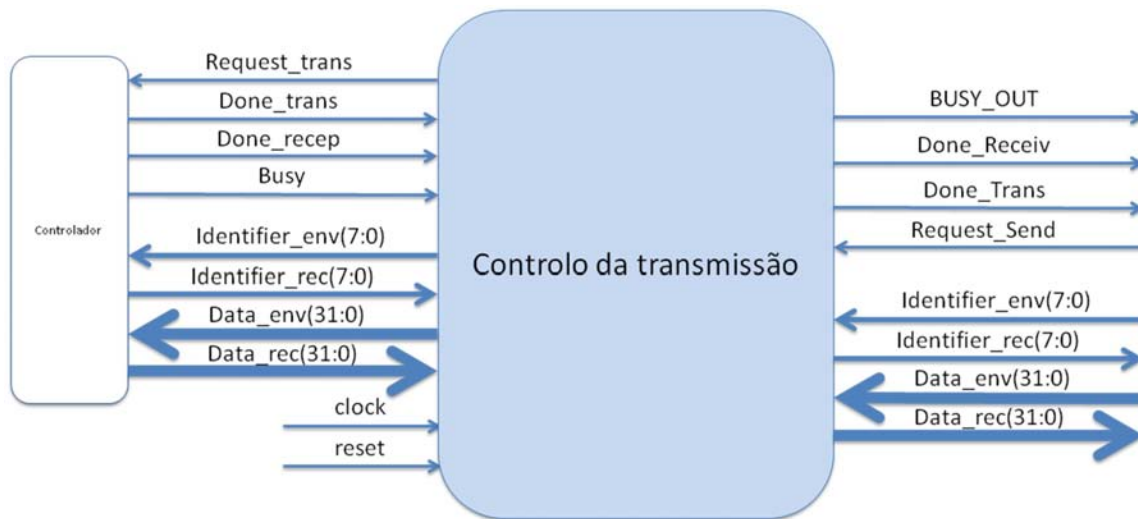 Controlador
Request_trans
Done_trans
Done_recep
Busy
Identifier_env(7:0)
Identifier_rec(7:0)
Data_env(31:0)
Data_rec(31:0)
clock
reset
Controlo da transmissão
BUSY_OUT
Done_Receiv
Done_Trans
Request_Send
Identifier_env(7:0)
Identifier_rec(7:0)
Data_env(31:0)
Data_rec(31:0)